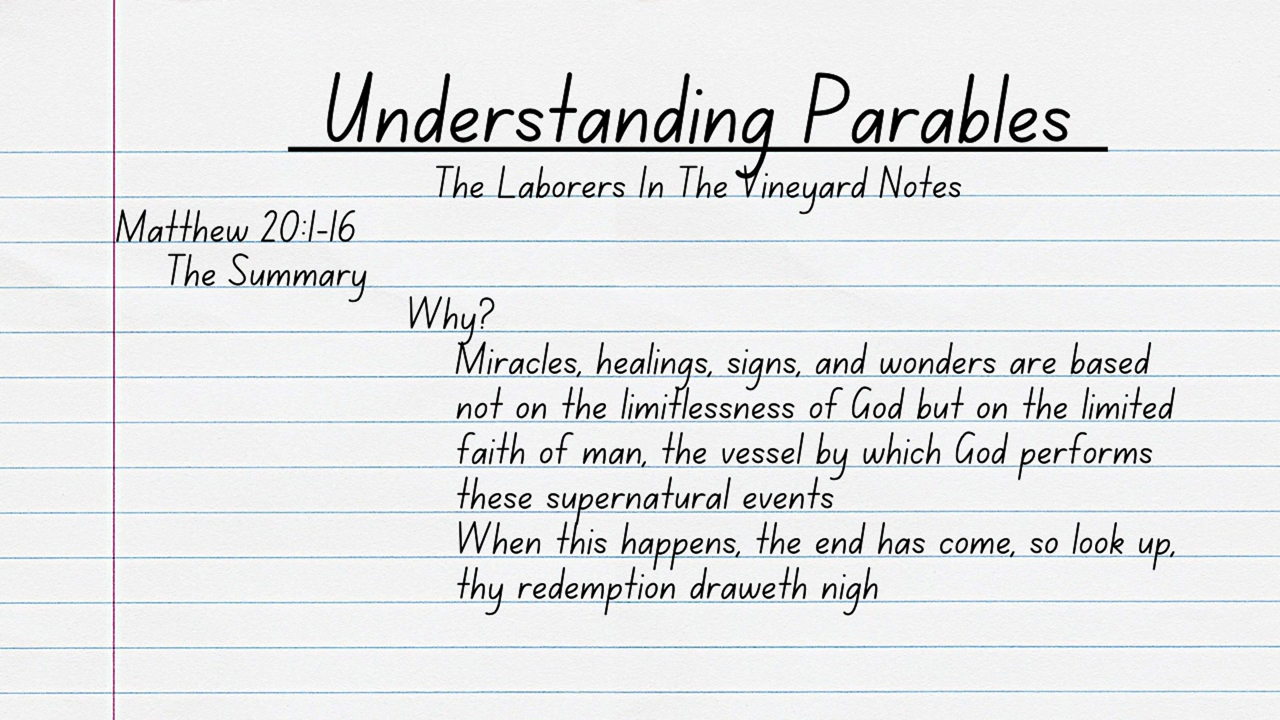 Understanding Parables
The Laborers In The Vineyard Notes
Matthew 20:1-16
The Summary
Why?
Miracles, healings, signs, and wonders are based
not on the limitlessness of God but on the limited
faith of man, the vessel by which God performs
these supernatural events
When this happens, the end has come, so look up,
thy redemption draweth nigh